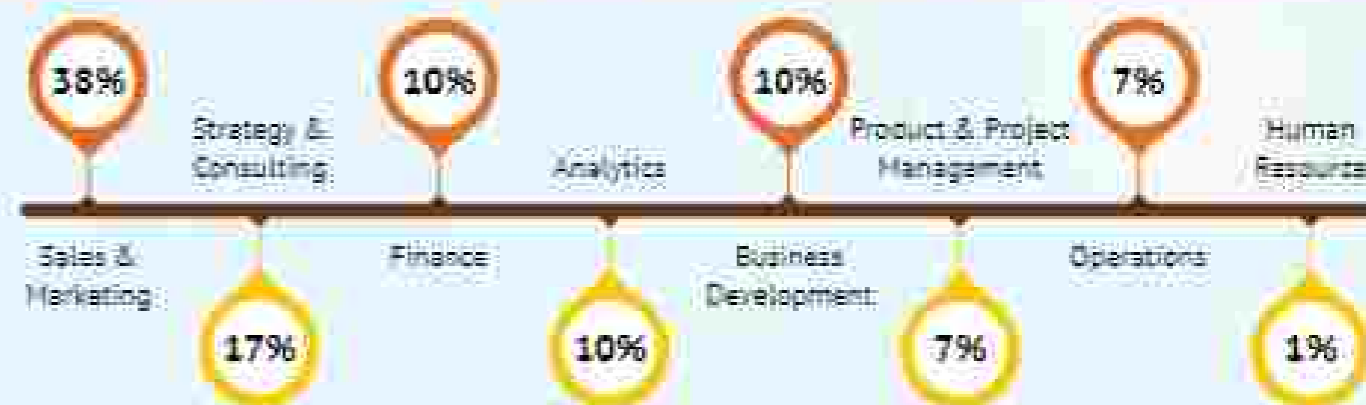 38%
10%
10%
7%
Strategy &
Consulting
Analytics
Product & Project
Management
Human
Resource
Sales &
Marketing
Finance
Business
Development
Operations
17%
10%
7%
1%